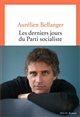 Aurélien Bellanger
Les derniers jours
du Parti socialiste